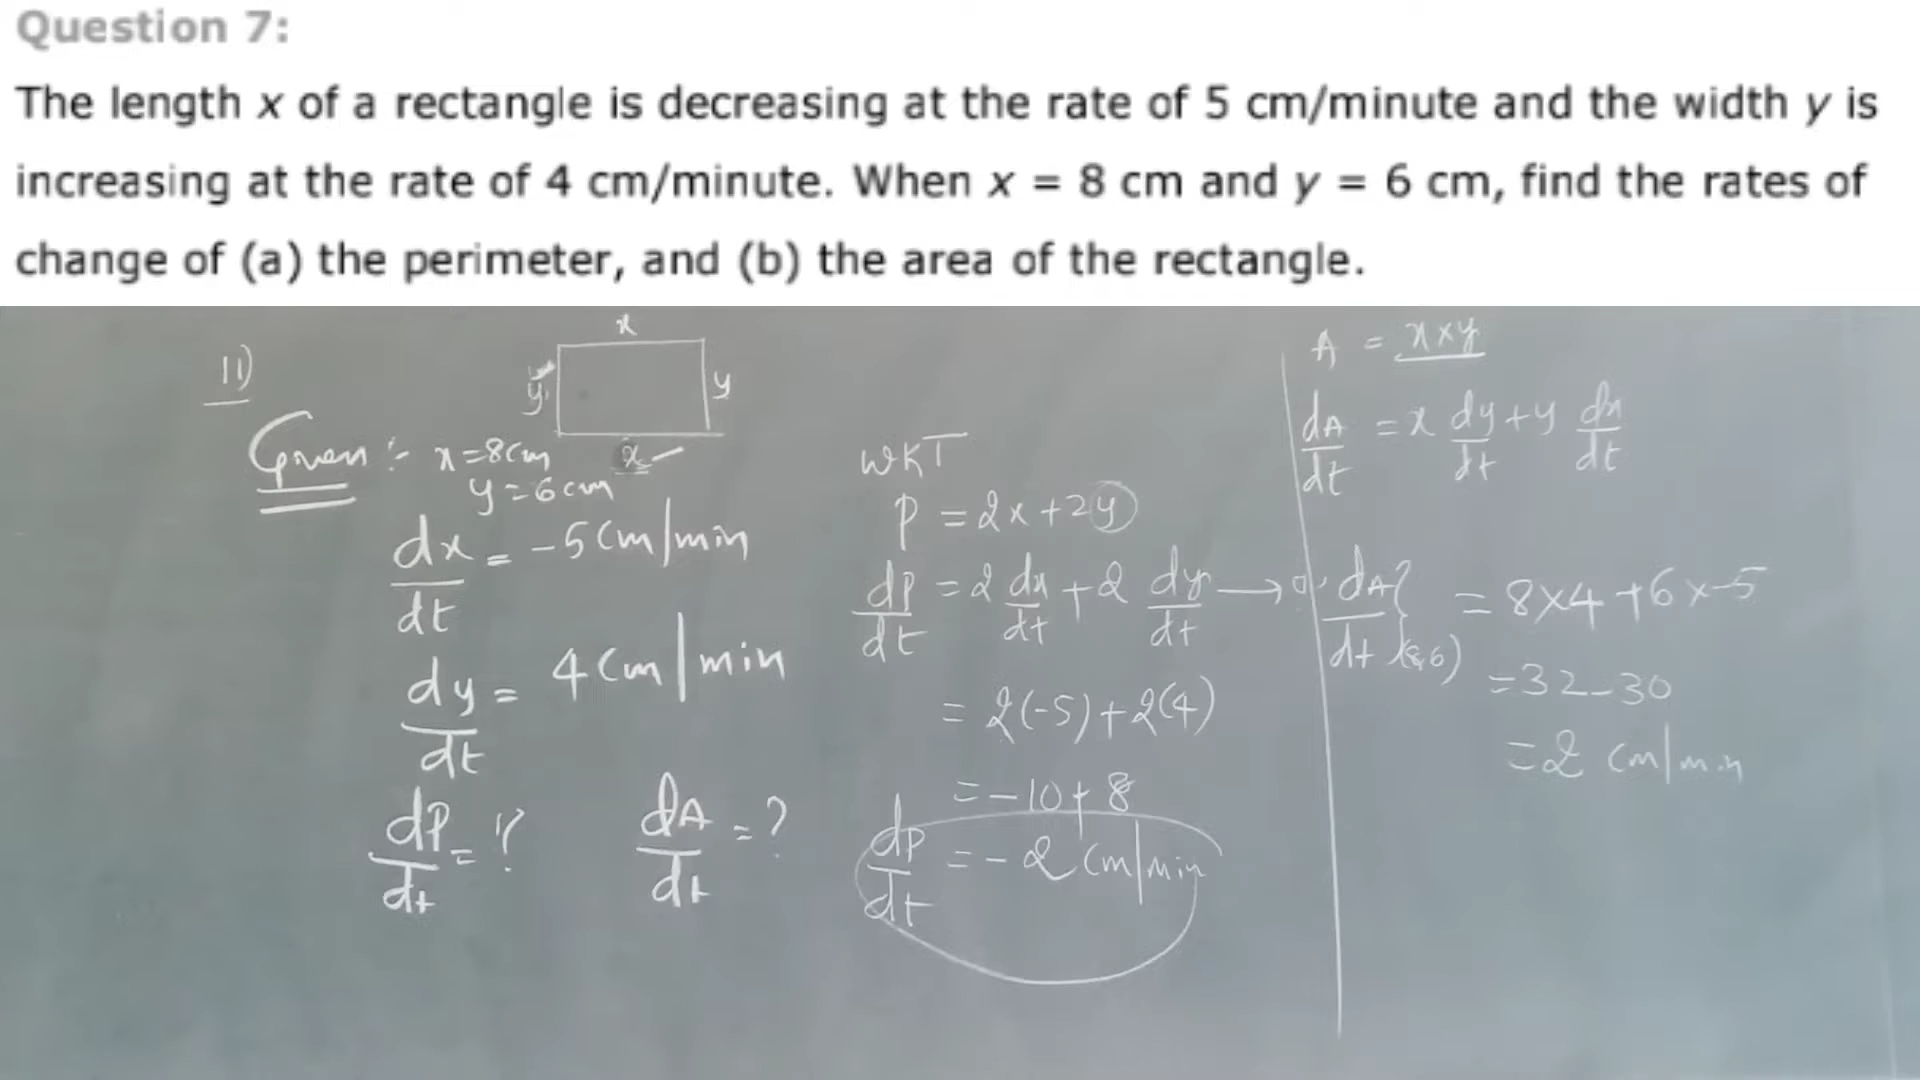 Question 7:
The length x of a rectangle is decreasing at the rate of 5 cm/minute and the width y is
increasing at the rate of 4 cm/minute. When x = 8 cm and y = 6 cm, find the rates of
change of (a) the perimeter, and (b) the area of the rectangle.
11)
x
y
y
x
Given :- x=8cm
y=6cm
dx/dt = -5cm/min
dy/dt = 4cm/min
dP/dt = ?
dA/dt = ?
WKT
P = 2x+2y
dP/dt = 2 dx/dt + 2 dy/dt →
= 2(-5)+2(4)
= -10+8
dP/dt = -2 cm/min
A = x×y
dA/dt = x dy/dt + y dx/dt
dA/dt }(8,6) = 8×4+6×-5
=32-30
=2 cm/min